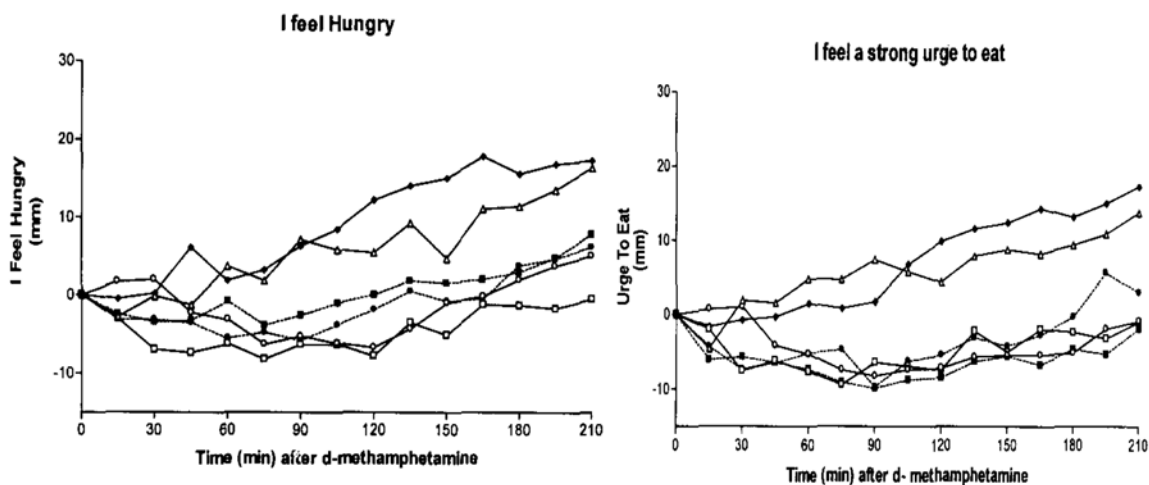 I feel Hungry
I Feel Hungry
(mm)
30
20
10
0
-10
0 30 60 90 120 150 180 210
Time (min) after d-methamphetamine
I feel a strong urge to eat
Urge To Eat
(mm)
30
20
10
0
-10
0 30 60 90 120 150 180 210
Time (min) after d- methamphetamine